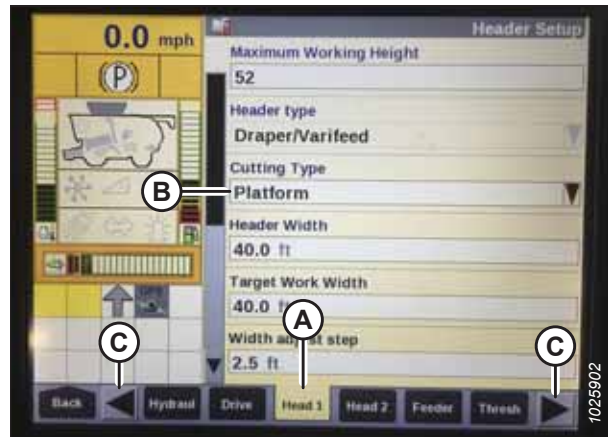 0.0 mph
Header Setup
(P)
Maximum Working Height
52
Header type
Draper/Varifeed
Cutting Type
B
Platform
Header Width
40.0 ft
Target Work Width
40.0
A
Width adjust step
C
C
2.5 ft
Back
Hydraul
Drive
Head 1
Head 2
Feeder
Thresh
1025902